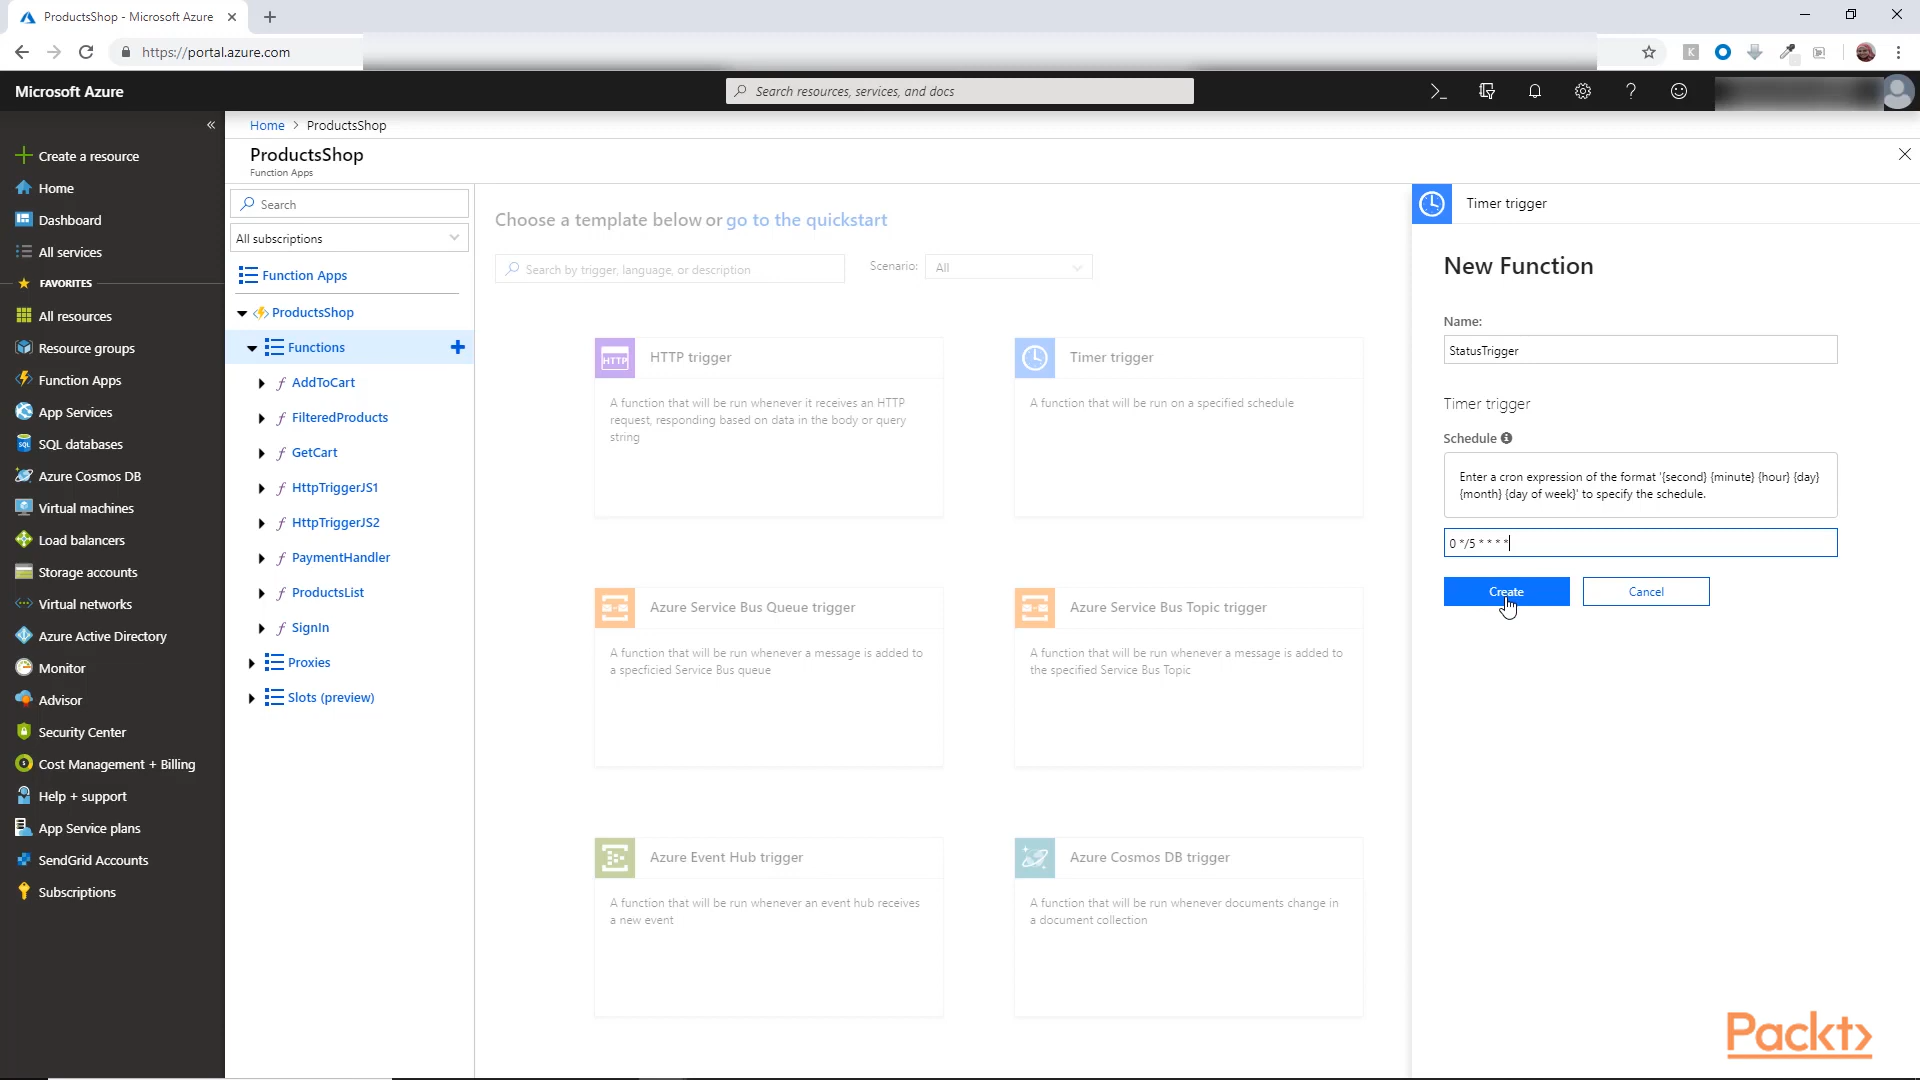 ProductsShop - Microsoft Azure
https://portal.azure.com
K
Microsoft Azure
Search resources, services, and docs
Home > ProductsShop
ProductsShop
Function Apps
Create a resource
Home
Dashboard
All services
FAVORITES
All resources
Resource groups
Function Apps
App Services
SQL databases
Azure Cosmos DB
Virtual machines
Load balancers
Storage accounts
Virtual networks
Azure Active Directory
Monitor
Advisor
Security Center
Cost Management + Billing
Help + support
App Service plans
SendGrid Accounts
Subscriptions
Search
All subscriptions
Function Apps
ProductsShop
Functions
AddToCart
FilteredProducts
GetCart
HttpTriggerJS1
HttpTriggerJS2
PaymentHandler
ProductsList
SignIn
Proxies
Slots (preview)
Choose a template below or go to the quickstart
Search by trigger, language, or description
Scenario: All
HTTP
HTTP trigger
A function that will be run whenever it receives an HTTP
request, responding based on data in the body or query
string
Timer trigger
A function that will be run on a specified schedule
Azure Service Bus Queue trigger
A function that will be run whenever a message is added to
a specficied Service Bus queue
Azure Service Bus Topic trigger
A function that will be run whenever a message is added to
the specified Service Bus Topic
Azure Event Hub trigger
A function that will be run whenever an event hub receives
a new event
Azure Cosmos DB trigger
A function that will be run whenever documents change in
a document collection
Timer trigger
New Function
Name:
StatusTrigger
Timer trigger
Schedule
Enter a cron expression of the format '{second} {minute} {hour} {day}
{month} {day of week}' to specify the schedule.
0 */5 * * * *
Create
Cancel
Packt>